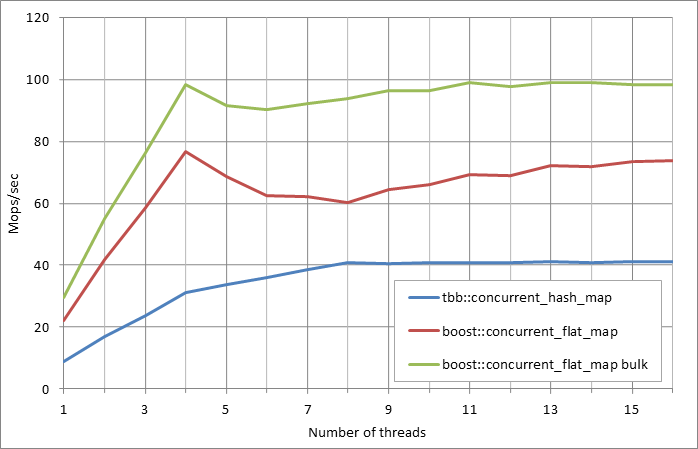 120
100
80
60
40
20
0
Mops/sec
tbb::concurrent_hash_map
boost::concurrent_flat_map
boost::concurrent_flat_map bulk
1 3 5 7 9 11 13 15
Number of threads